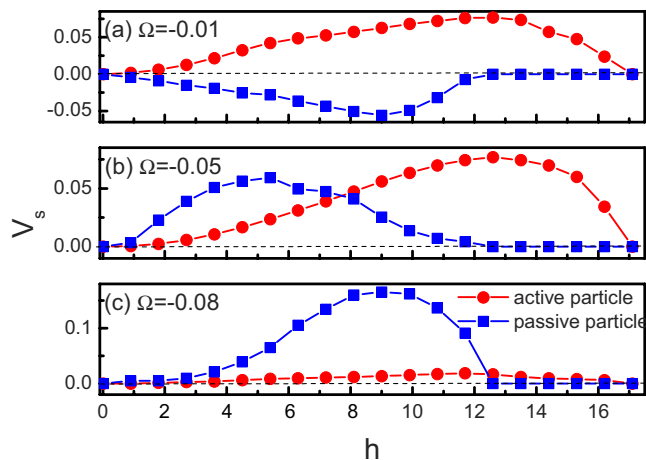 (a) Ω=-0.01
0.05
0.00
-0.05
(b) Ω=-0.05
0.05
0.00
V_s
(c) Ω=-0.08
active particle
passive particle
0.1
0.0
0 2 4 6 8 10 12 14 16
h